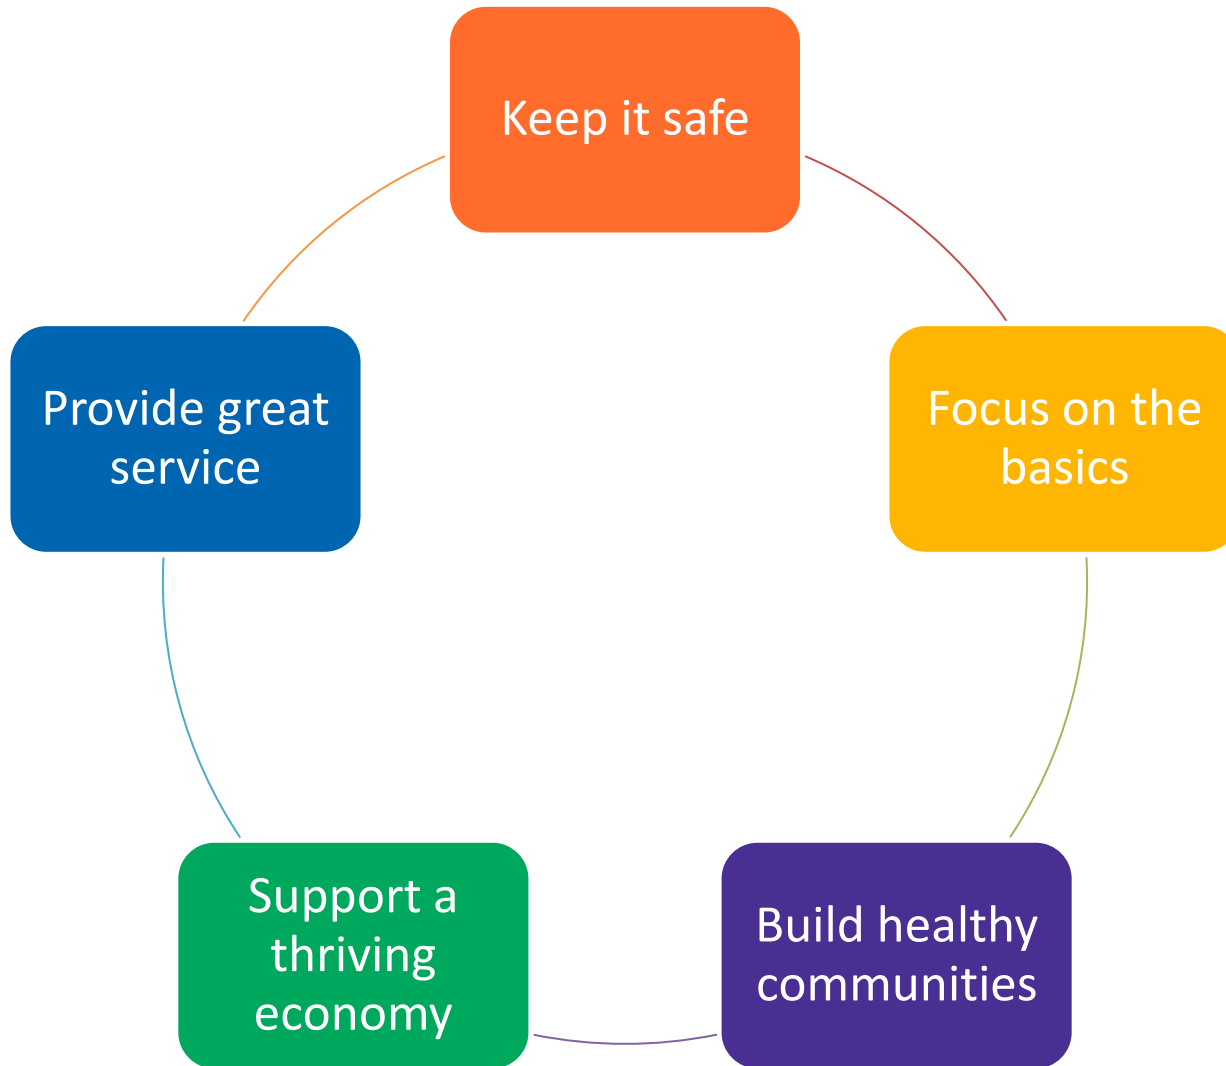 Keep it safe
Focus on the
basics
Build healthy
communities
Support a
thriving
economy
Provide great
service